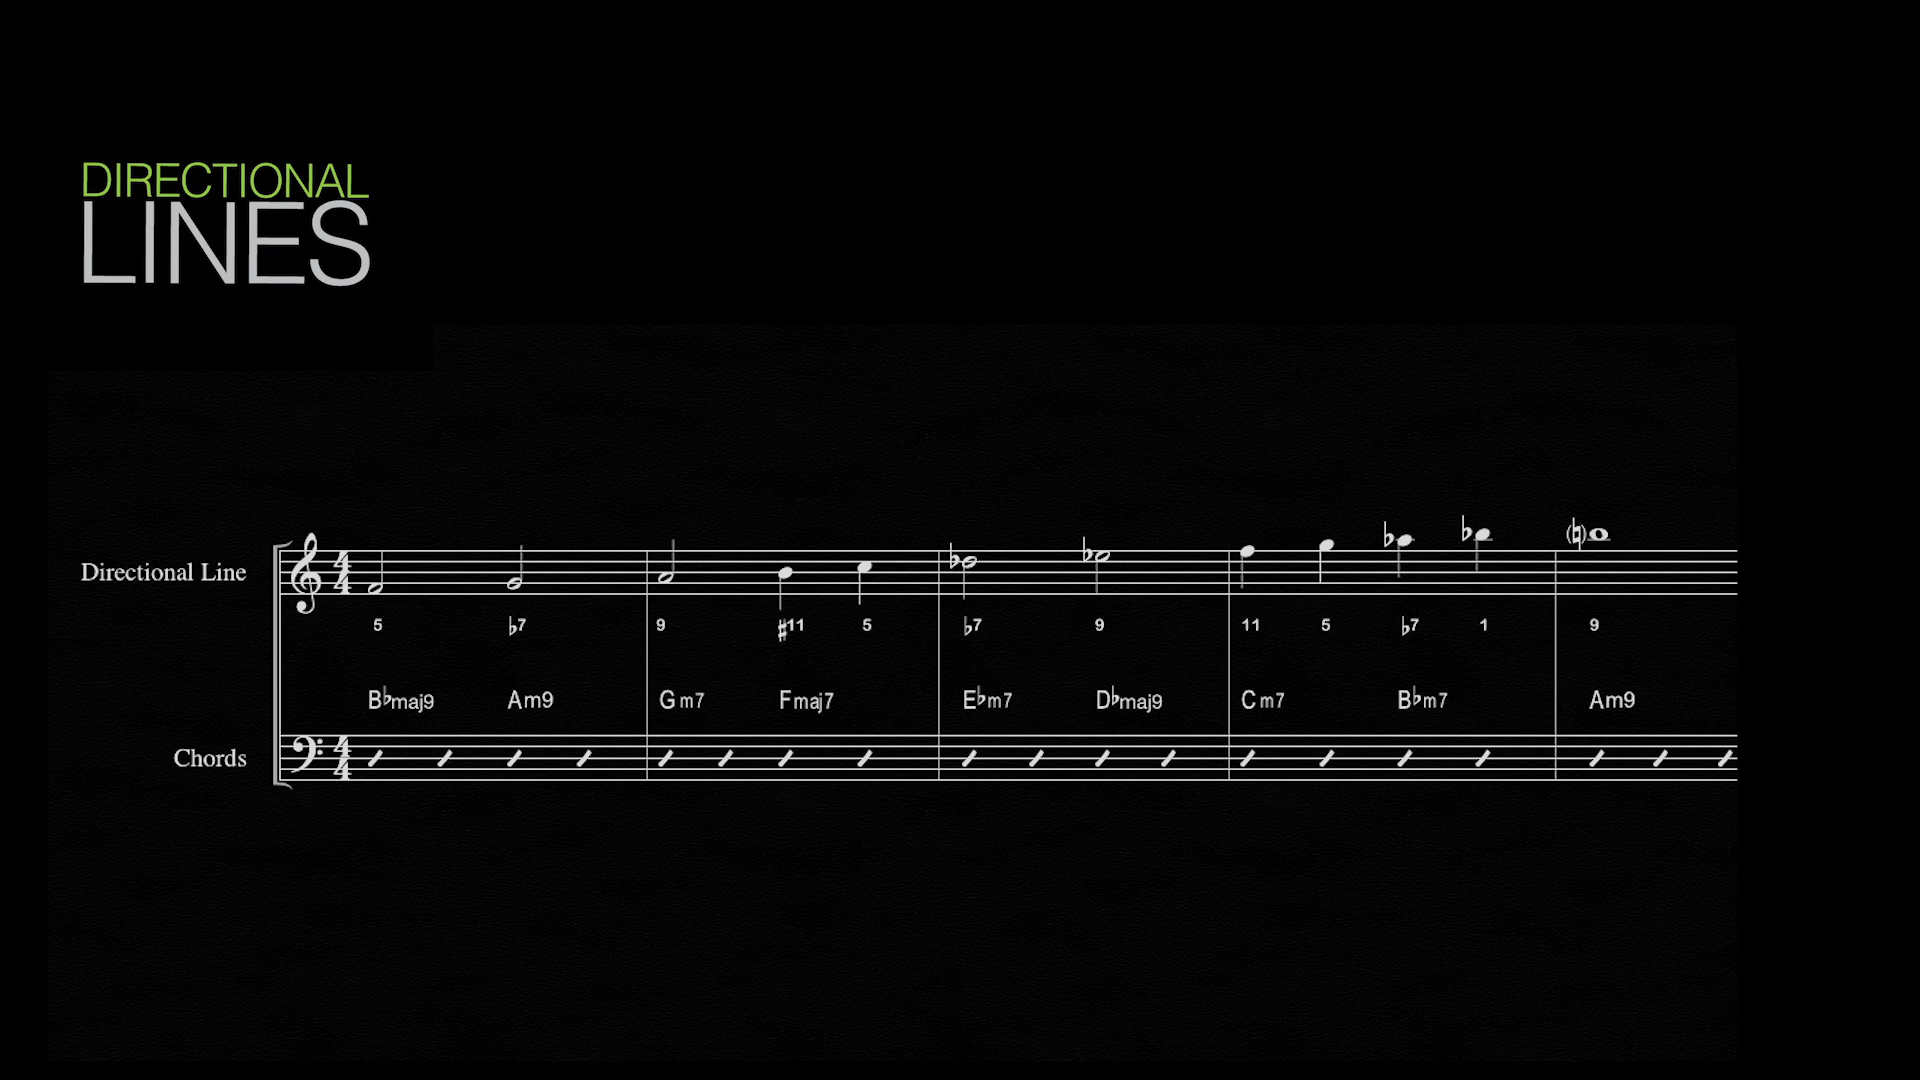 DIRECTIONAL
LINES
Directional Line
5 ♭7 9 ♯11 5 ♭7 9 11 5 ♭7 1 9
B♭maj9 Am9 Gm7 Fmaj7 E♭m7 D♭maj9 Cm7 B♭m7 Am9
Chords